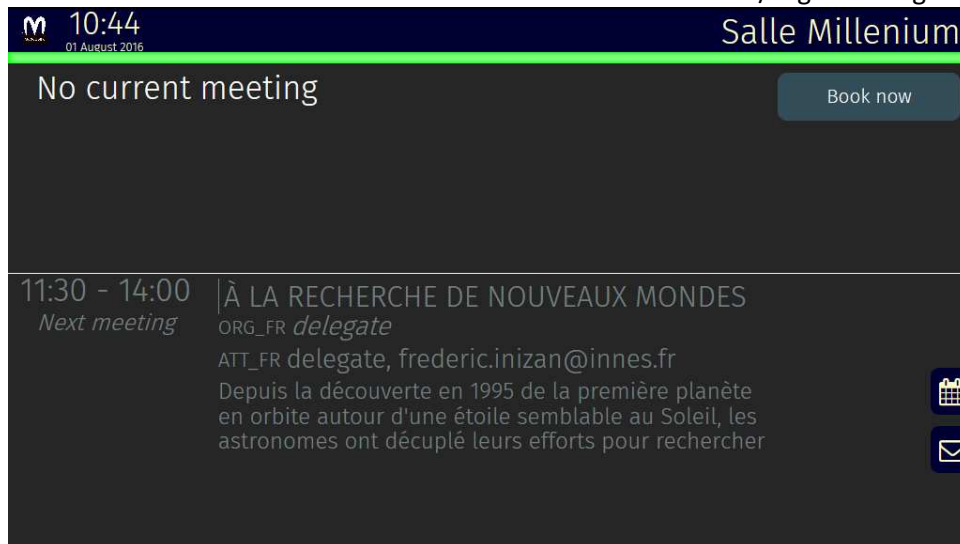 10:44
01 August 2016
Salle Millenium
No current meeting
Book now
11:30 - 14:00
Next meeting
À LA RECHERCHE DE NOUVEAUX MONDES
ORG_FR delegate
ATT_FR delegate, frederic.inizan@innes.fr
Depuis la découverte en 1995 de la première planète
en orbite autour d'une étoile semblable au Soleil, les
astronomes ont décuplé leurs efforts pour rechercher